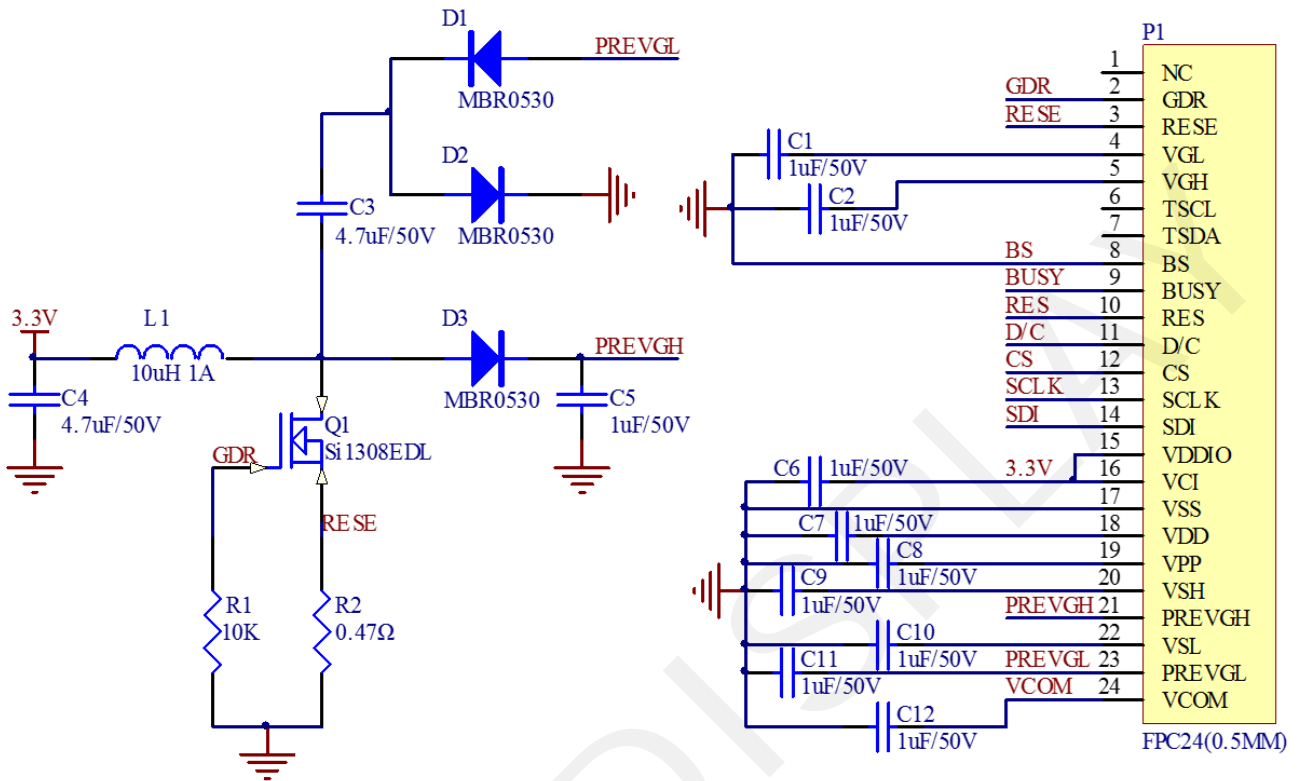 D1
PREVGL
MBR0530
D2
MBR0530
C3
4.7uF/50V
3.3V
L1
10uH 1A
D3
PREVGH
MBR0530
C4
4.7uF/50V
C5
1uF/50V
Q1
Si1308EDL
GDR
RESE
R1
10K
R2
0.47Ω
P1
1 NC
GDR 2 GDR
RESE 3 RESE
C1
1uF/50V
4 VGL
5 VGH
C2
1uF/50V
6 TSCL
7 TSDA
BS 8 BS
BUSY 9 BUSY
RES 10 RES
D/C 11 D/C
CS 12 CS
SCLK 13 SCLK
SDI 14 SDI
15 VDDIO
C6 1uF/50V 3.3V 16 VCI
17 VSS
C7 1uF/50V 18 VDD
C8
1uF/50V
19 VPP
C9
1uF/50V
20 VSH
PREVGH 21 PREVGH
C10
1uF/50V
22 VSL
C11
1uF/50V
PREVGL 23 PREVGL
VCOM 24 VCOM
C12
1uF/50V
FPC24(0.5MM)
DISPLAY